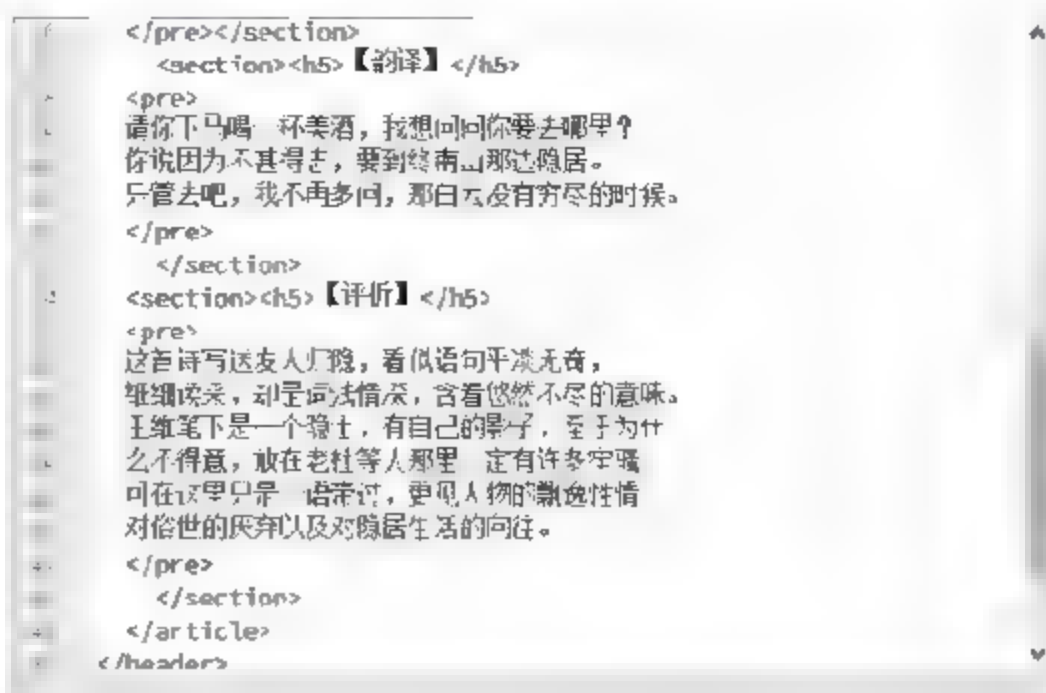 </pre></section>
<section><h5>【韵译】</h5>
<pre>
请你下马喝一杯美酒，我想问问你要去哪里？
你说因为不甚得志，要到终南山那边隐居。
只管去吧，我不再多问，那白云没有穷尽的时候。
</pre>
</section>
<section><h5>【评析】</h5>
<pre>
这首诗写送友人归隐，看似语句平淡无奇，
细细读来，却是词浅情深，含着悠然不尽的意味。
王维笔下是一个隐士，有自己的影子，至于为什
么不得意，放在老杜等人那里一定有许多牢骚
可在这里只是一语带过，更见人物的飘逸性情
对俗世的厌弃以及对隐居生活的向往。
</pre>
</section>
</article>
</header>